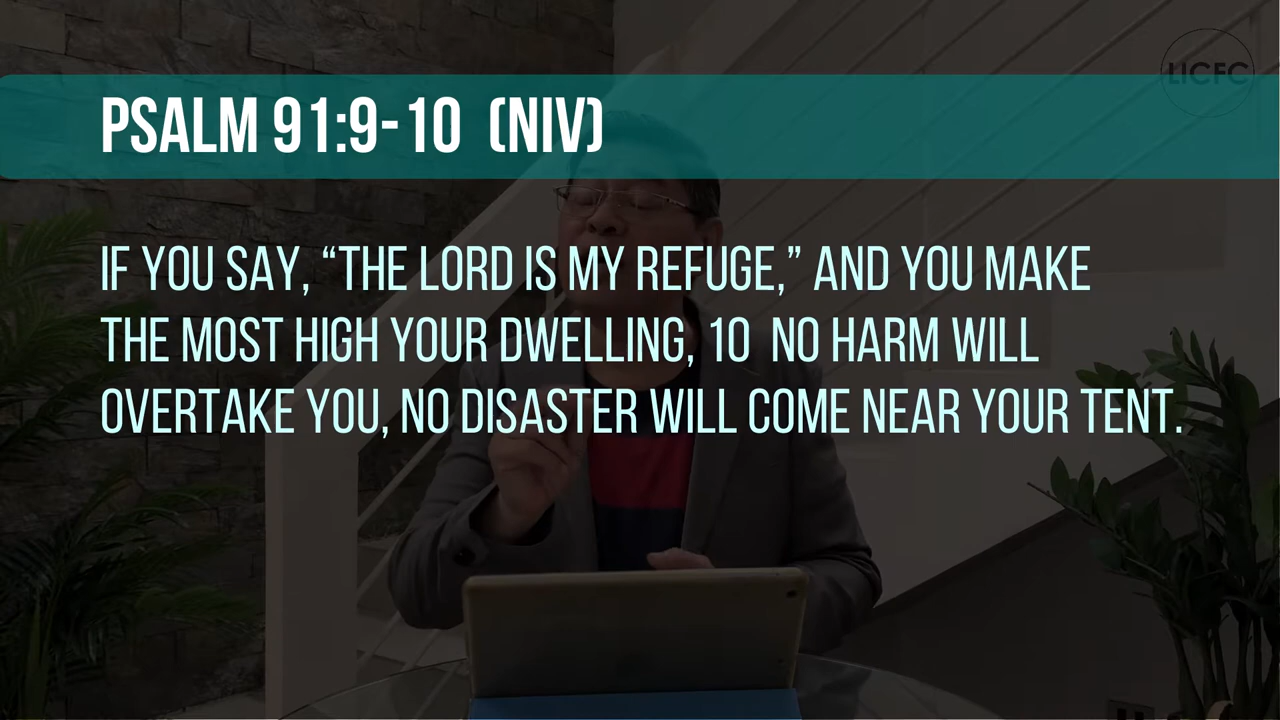 LICFC
PSALM 91:9-10 (NIV)
IF YOU SAY, “THE LORD IS MY REFUGE,” AND YOU MAKE
THE MOST HIGH YOUR DWELLING, 10 NO HARM WILL
OVERTAKE YOU, NO DISASTER WILL COME NEAR YOUR TENT.